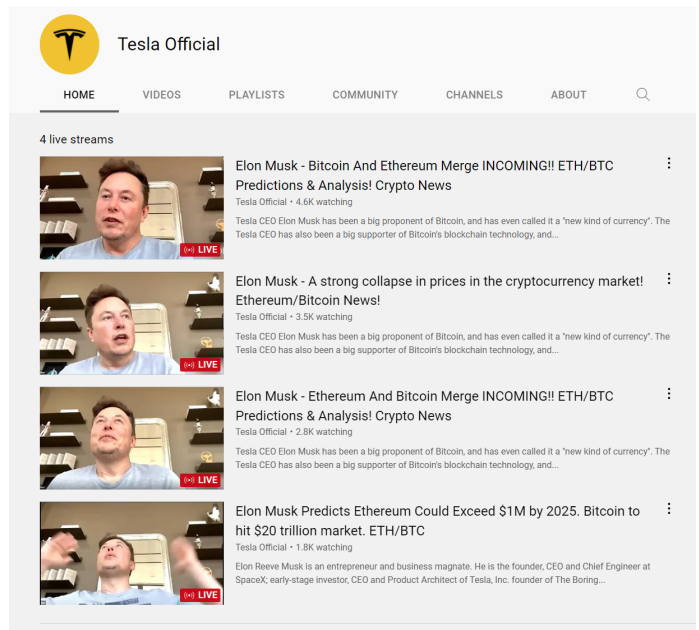 Tesla Official
HOME VIDEOS PLAYLISTS COMMUNITY CHANNELS ABOUT
4 live streams
Elon Musk - Bitcoin And Ethereum Merge INCOMING!! ETH/BTC
Predictions & Analysis! Crypto News
Tesla Official • 4.6K watching
Tesla CEO Elon Musk has been a big proponent of Bitcoin, and has even called it a "new kind of currency". The
Tesla CEO has also been a big supporter of Bitcoin's blockchain technology, and...
LIVE
Elon Musk - A strong collapse in prices in the cryptocurrency market!
Ethereum/Bitcoin News!
Tesla Official • 3.5K watching
Tesla CEO Elon Musk has been a big proponent of Bitcoin, and has even called it a "new kind of currency". The
Tesla CEO has also been a big supporter of Bitcoin's blockchain technology, and...
LIVE
Elon Musk - Ethereum And Bitcoin Merge INCOMING!! ETH/BTC
Predictions & Analysis! Crypto News
Tesla Official • 2.8K watching
Tesla CEO Elon Musk has been a big proponent of Bitcoin, and has even called it a "new kind of currency". The
Tesla CEO has also been a big supporter of Bitcoin's blockchain technology, and...
LIVE
Elon Musk Predicts Ethereum Could Exceed $1M by 2025. Bitcoin to
hit $20 trillion market. ETH/BTC
Tesla Official • 1.8K watching
Elon Reeve Musk is an entrepreneur and business magnate. He is the founder, CEO and Chief Engineer at
SpaceX; early-stage investor, CEO and Product Architect of Tesla, Inc. founder of The Boring...
LIVE